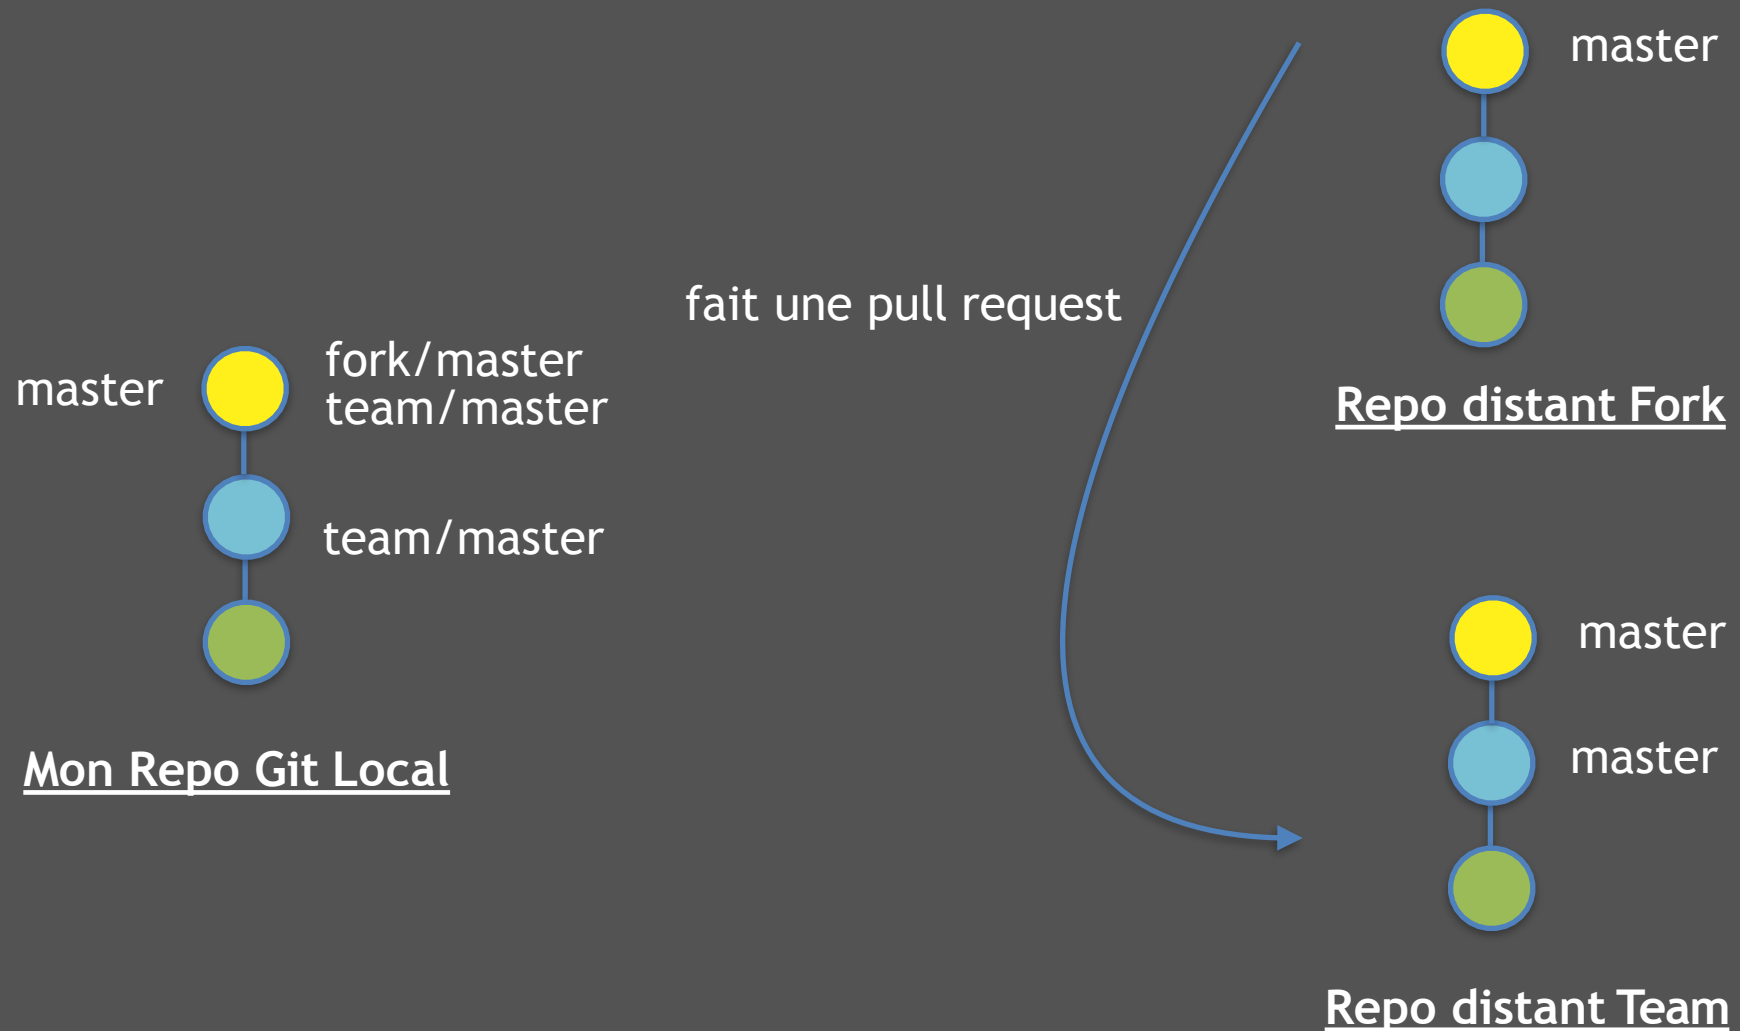 master
fait une pull request
fork/master
team/master
master
Repo distant Fork
team/master
master
master
Mon Repo Git Local
Repo distant Team